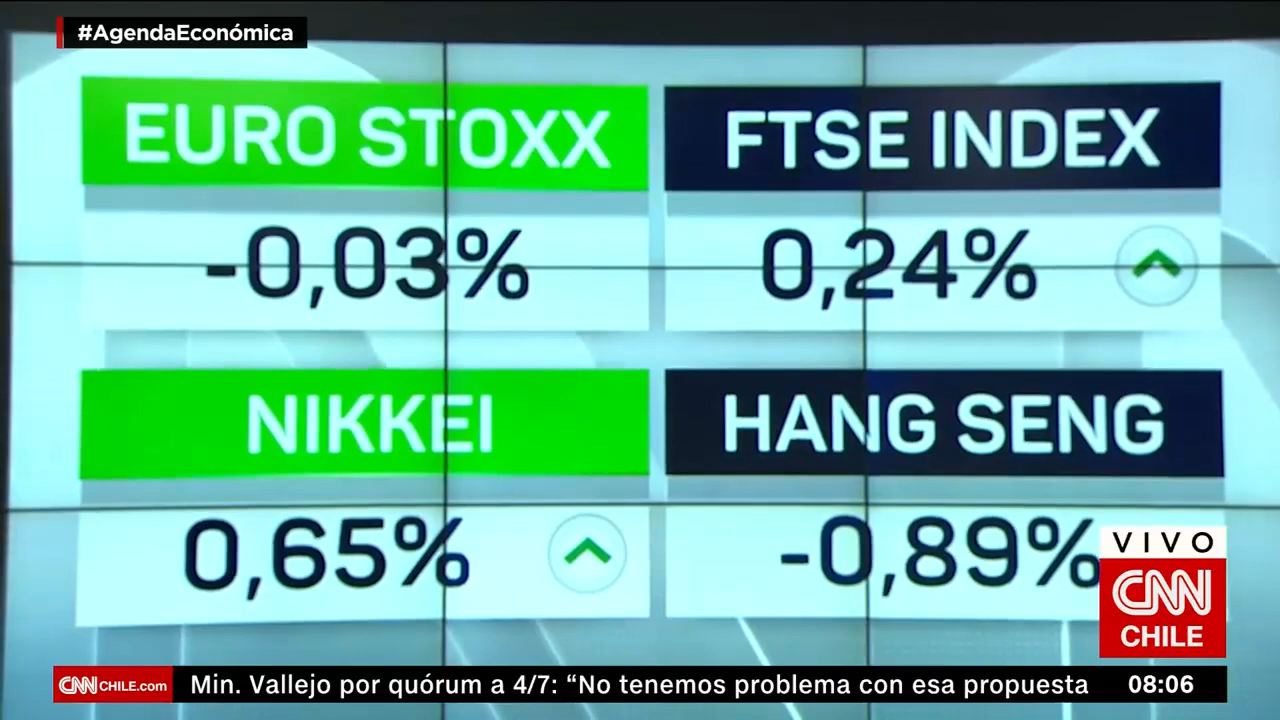 #AgendaEconómica
EURO STOXX
FTSE INDEX
-0,03%
0,24%
NIKKEI
HANG SENG
0,65%
-0,89%
VIVO
CNN
CHILE
CNNCHILE.com
Min. Vallejo por quórum a 4/7: “No tenemos problema con esa propuesta
08:06